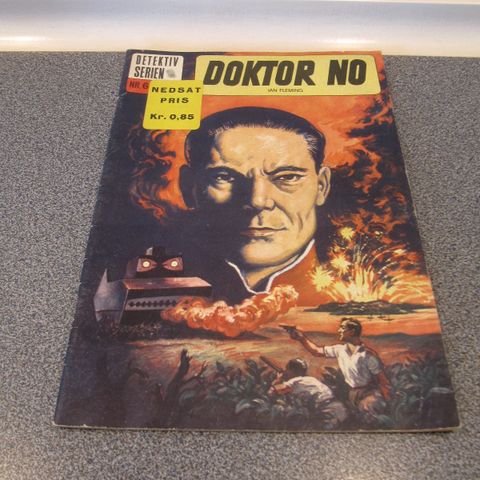 DETEKTIV
SERIEN
NR. 6
DOKTOR NO
IAN FLEMING
NEDSAT
PRIS
Kr. 0,85